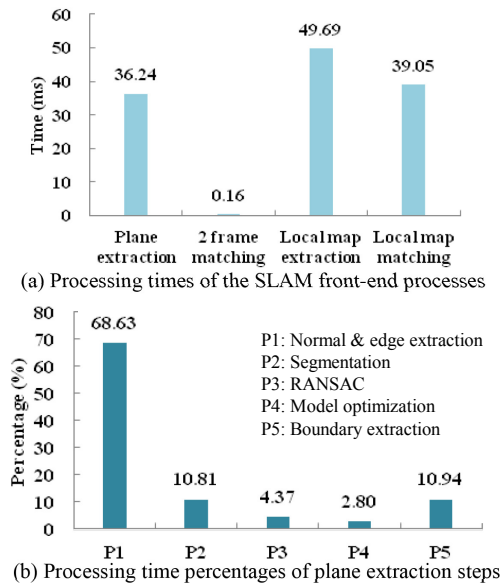 60
50
40
30
20
10
0
Time (ms)
36.24
0.16
49.69
39.05
Plane extraction
2 frame matching
Local map extraction
Local map matching
(a) Processing times of the SLAM front-end processes
80
70
60
50
40
30
20
10
0
Percentage (%)
68.63
10.81
4.37
2.80
10.94
P1: Normal & edge extraction
P2: Segmentation
P3: RANSAC
P4: Model optimization
P5: Boundary extraction
P1 P2 P3 P4 P5
(b) Processing time percentages of plane extraction steps